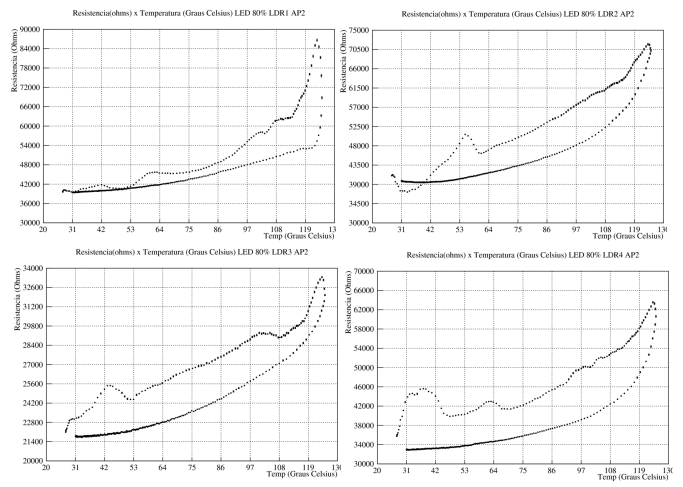 Resistencia(ohms) x Temperatura (Graus Celsius) LED 80% LDR1 AP2
Resistencia (Ohms)
90000
84000
78000
72000
66000
60000
54000
48000
42000
36000
30000
20 31 42 53 64 75 86 97 108 119 130
Temp (Graus Celsius)
Resistencia(ohms) x Temperatura (Graus Celsius) LED 80% LDR2 AP2
Resistencia (Ohms)
75000
70500
66000
61500
57000
52500
48000
43500
39000
34500
30000
20 31 42 53 64 75 86 97 108 119 130
Temp (Graus Celsius)
Resistencia(ohms) x Temperatura (Graus Celsius) LED 80% LDR3 AP2
Resistencia (Ohms)
34000
32600
31200
29800
28400
27000
25600
24200
22800
21400
20000
20 31 42 53 64 75 86 97 108 119 130
Temp (Graus Celsius)
Resistencia(ohms) x Temperatura (Graus Celsius) LED 80% LDR4 AP2
Resistencia (Ohms)
70000
66000
62000
58000
54000
50000
46000
42000
38000
34000
30000
20 31 42 53 64 75 86 97 108 119 130
Temp (Graus Celsius)